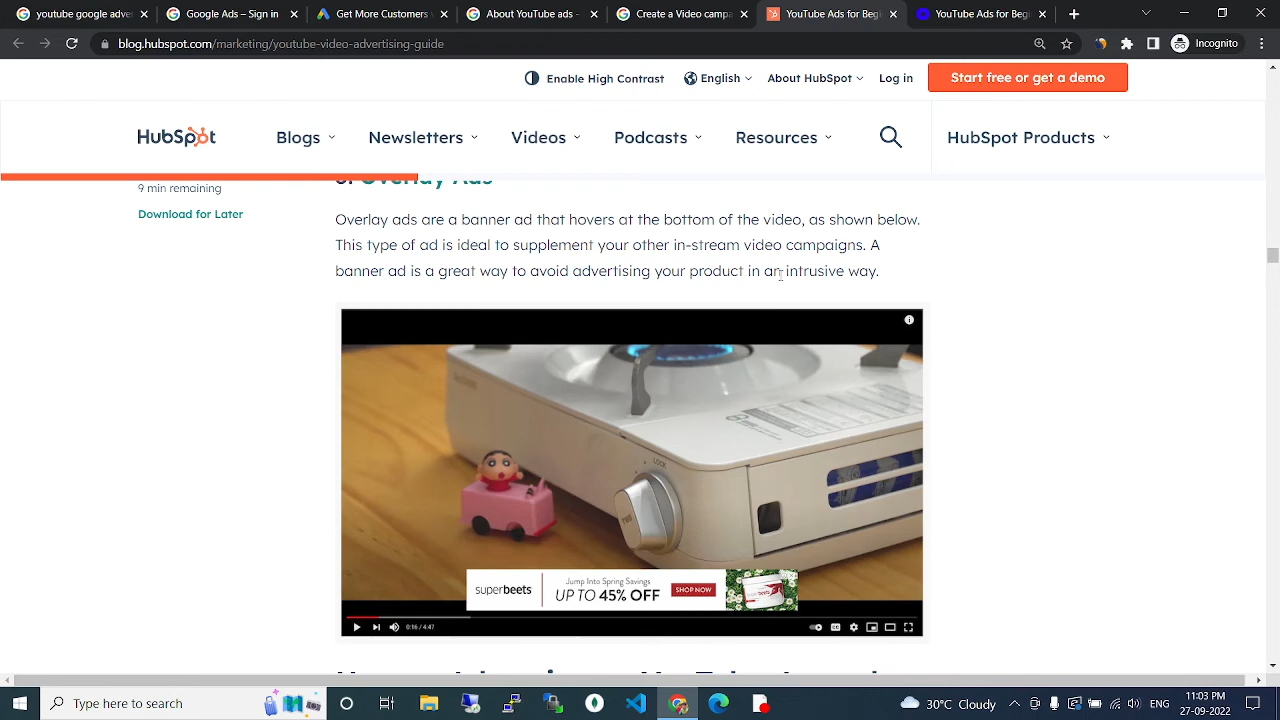 youtube google adver
Google Ads - Sign in
Get More Customers
About YouTube ads -
Create a Video campa
YouTube Ads for Beg
YouTube Ads for Begi
blog.hubspot.com/marketing/youtube-video-advertising-guide
Incognito
Enable High Contrast
English
About HubSpot
Log in
Start free or get a demo
HubSpot
Blogs
Newsletters
Videos
Podcasts
Resources
HubSpot Products
9 min remaining
Download for Later
Overlay Ads
Overlay ads are a banner ad that hovers at the bottom of the video, as shown below.
This type of ad is ideal to supplement your other in-stream video campaigns. A
banner ad is a great way to avoid advertising your product in an intrusive way.
LOCK
superbeets
Jump Into Spring Savings
UP TO 45% OFF
SHOP NOW
0:16 / 4:47
Type here to search
30°C Cloudy
ENG
11:03 PM
27-09-2022